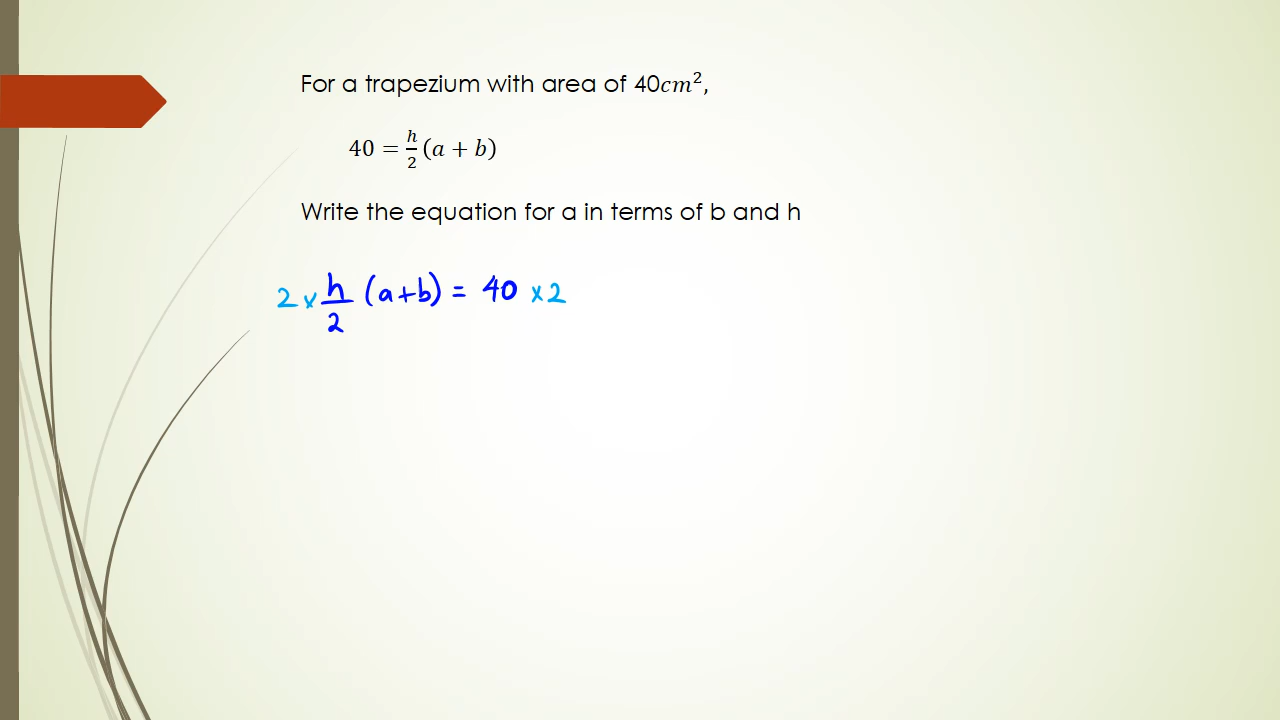 For a trapezium with area of 40cm²,
40 = h/2 (a + b)
Write the equation for a in terms of b and h
2 × h/2 (a+b) = 40 × 2